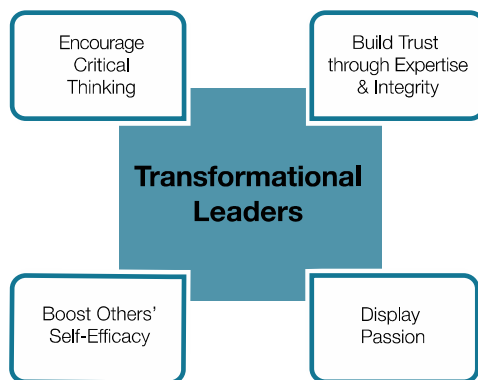 Encourage
Critical
Thinking
Build Trust
through Expertise
& Integrity
Transformational
Leaders
Boost Others'
Self-Efficacy
Display
Passion